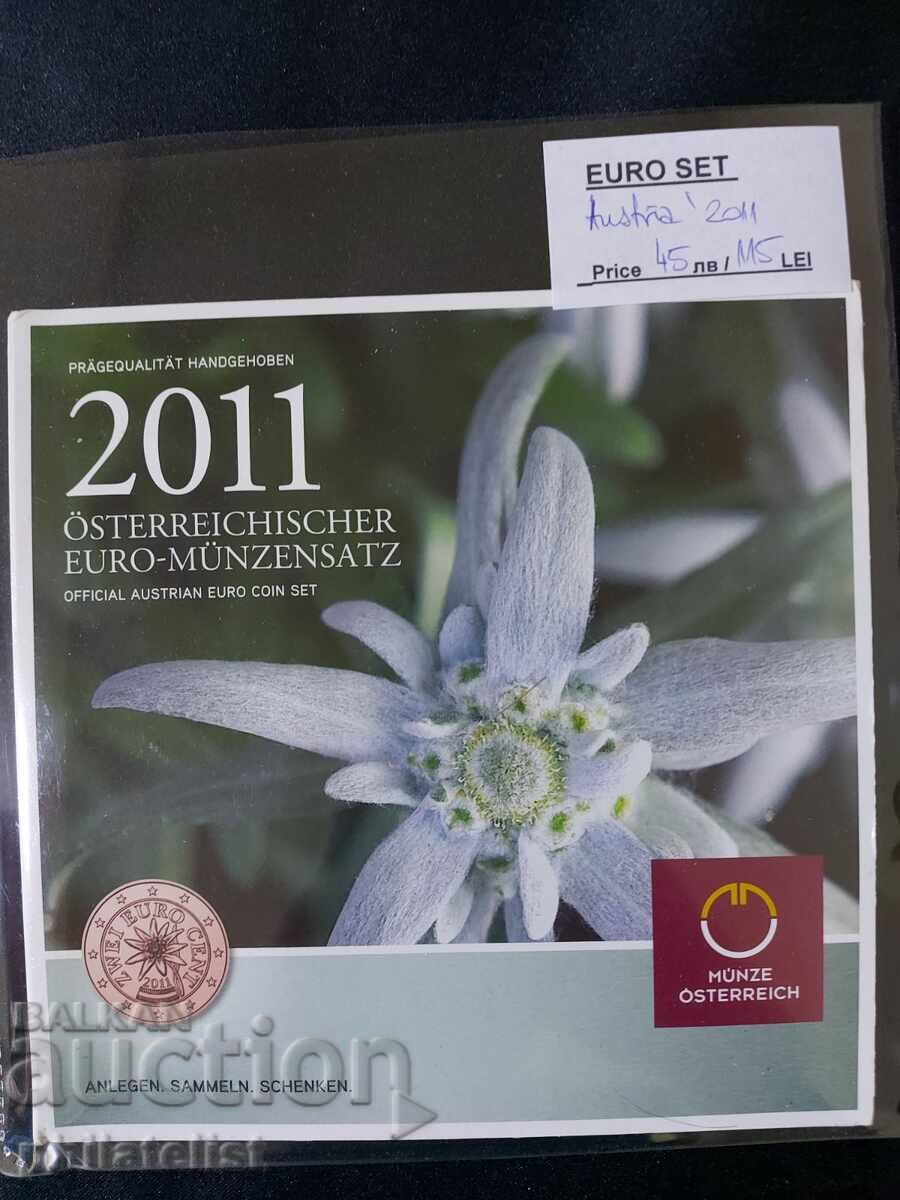 EURO SET
Austria' 2011
Price 45 лв / 115 LEI
PRÄGEQUALITÄT HANDGEHOBEN
2011
ÖSTERREICHISCHER
EURO-MÜNZENSATZ
OFFICIAL AUSTRIAN EURO COIN SET
ZWEI EURO CENT
2011
MÜNZE
ÖSTERREICH
BALKAN
auction
ANLEGEN. SAMMELN. SCHENKEN.
philatelist